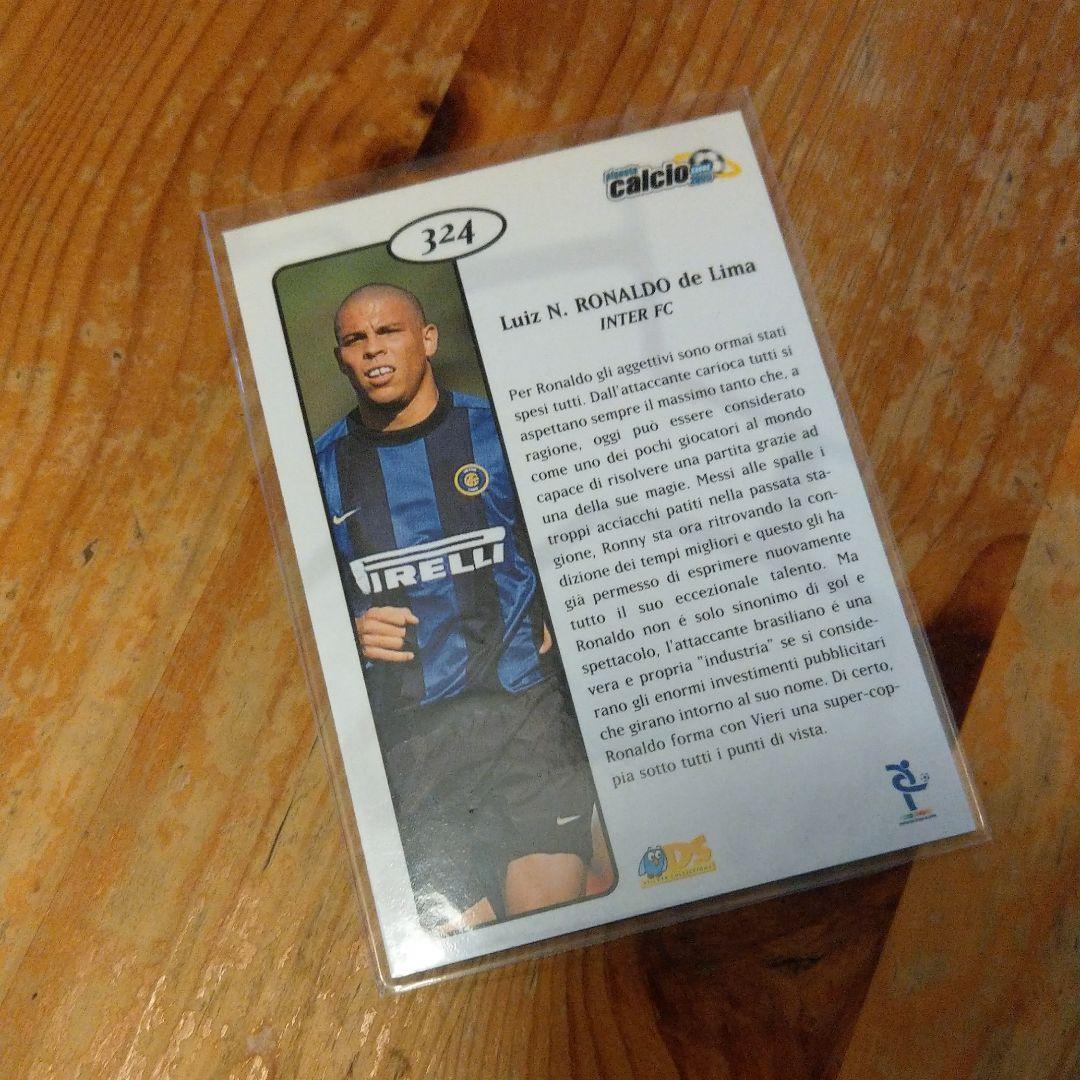 pianeta
calcio
2000
324
Luiz N. RONALDO de Lima
INTER FC
Per Ronaldo gli aggettivi sono ormai stati
spesi tutti. Dall'attaccante carioca tutti si
aspettano sempre il massimo tanto che, a
ragione, oggi può essere considerato
come uno dei pochi giocatori al mondo
capace di risolvere una partita grazie ad
una della sue magie. Messi alle spalle i
troppi acciacchi patiti nella passata sta-
gione, Ronny sta ora ritrovando la con-
dizione dei tempi migliori e questo gli ha
già permesso di esprimere nuovamente
tutto il suo eccezionale talento. Ma
Ronaldo non é solo sinonimo di gol e
spettacolo, l'attaccante brasiliano é una
vera e propria "industria" se si conside-
rano gli enormi investimenti pubblicitari
che girano intorno al suo nome. Di certo,
Ronaldo forma con Vieri una super-cop-
pia sotto tutti i punti di vista.
PIRELLI
DS